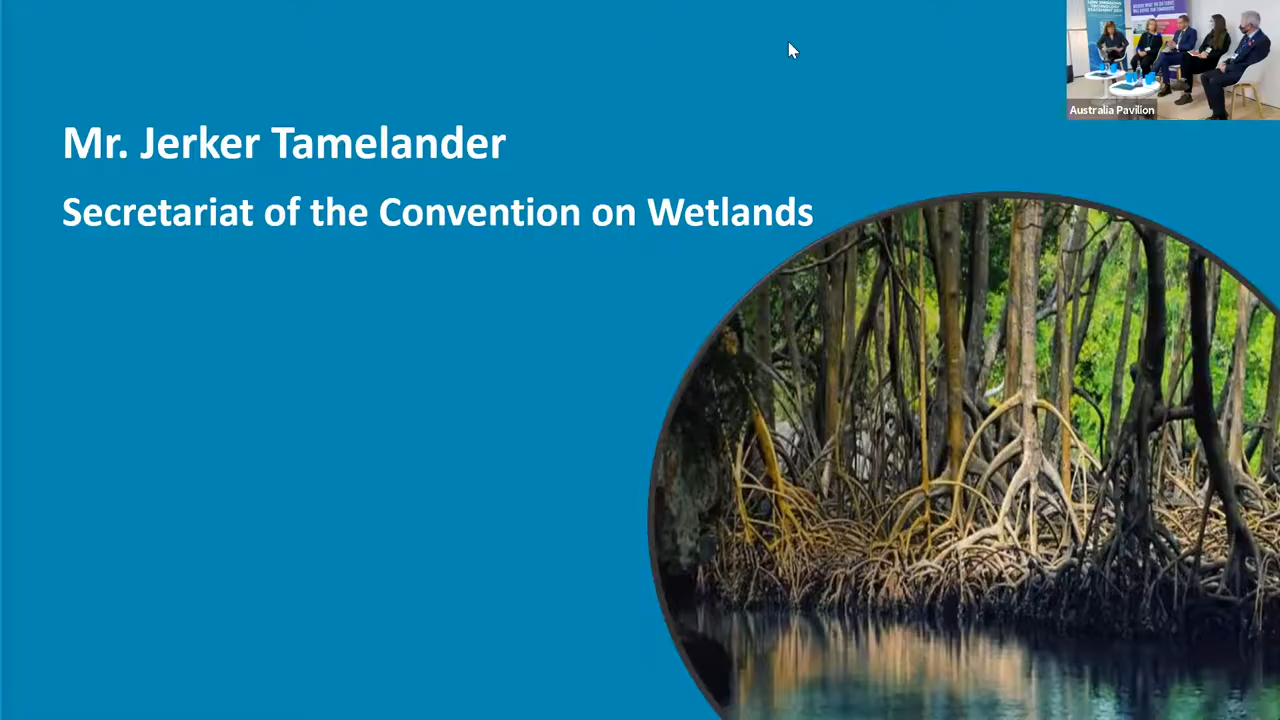 Mr. Jerker Tamelander
Secretariat of the Convention on Wetlands
Australia Pavilion